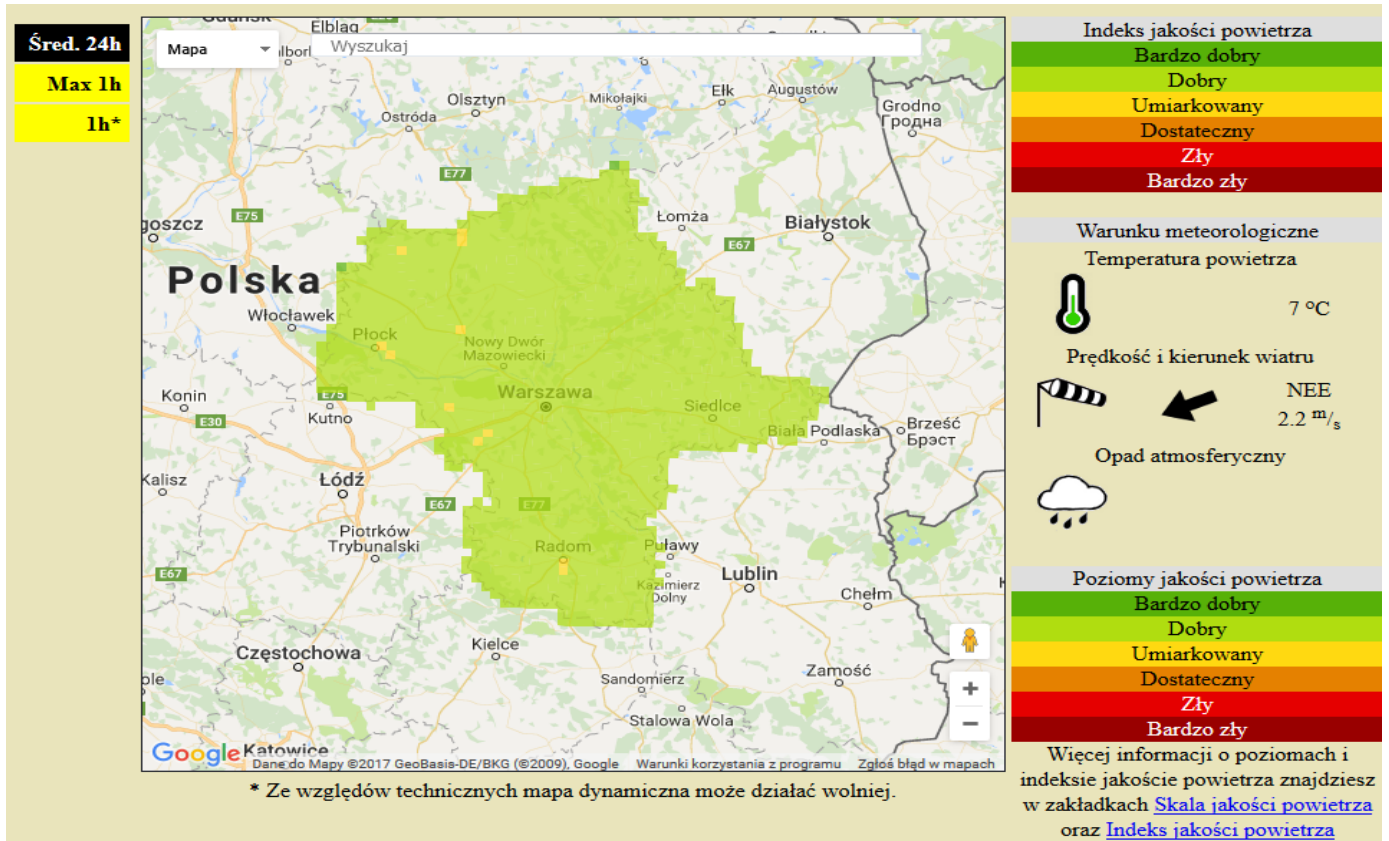 Śred. 24h
Max 1h
1h*
Mapa
Wyszukaj
Elbląg
Olsztyn
Mikołajki
Ełk
Augustów
Ostróda
Grodno
Гродна
E77
Łomża
Białystok
E75
goszcz
E67
Polska
Włocławek
Płock
Nowy Dwór
Mazowiecki
Warszawa
Konin
E75
Siedlce
E30
Kutno
Biała Podlaska
Brześć
Брэст
Kalisz
Łódź
E67
E77
Piotrków
Trybunalski
Radom
Puławy
E67
Kazimierz
Dolny
Lublin
Chełm
Kielce
Częstochowa
Sandomierz
Zamość
ple
Stalowa Wola
+
−
Google
Katowice
Dane do Mapy ©2017 GeoBasis-DE/BKG (©2009), Google
Warunki korzystania z programu
Zgłoś błąd w mapach
* Ze względów technicznych mapa dynamiczna może działać wolniej.
Indeks jakości powietrza
Bardzo dobry
Dobry
Umiarkowany
Dostateczny
Zły
Bardzo zły
Warunku meteorologiczne
Temperatura powietrza
7 °C
Prędkość i kierunek wiatru
NEE
2.2 m/s
Opad atmosferyczny
Poziomy jakości powietrza
Bardzo dobry
Dobry
Umiarkowany
Dostateczny
Zły
Bardzo zły
Więcej informacji o poziomach i
indeksie jakoście powietrza znajdziesz
w zakładkach Skala jakości powietrza
oraz Indeks jakości powietrza